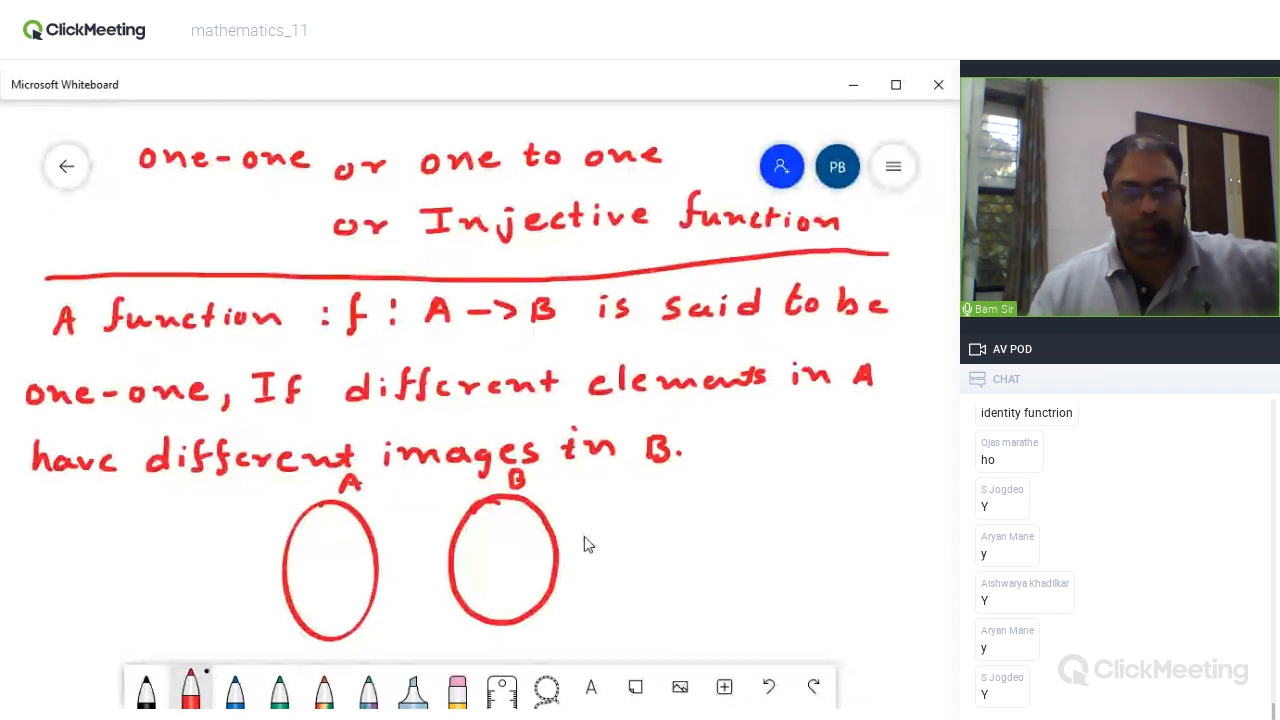 ClickMeeting
mathematics_11
Microsoft Whiteboard
one-one or one to one
or Injective function
PB
A function : f : A -> B is said to be
one-one, If different elements in A
have different images in B.
A B
A
Bam Sir
AV POD
CHAT
identity functrion
Ojas marathe
ho
S Jogdeo
Y
Aryan Mane
y
Aishwarya Khadilkar
Y
Aryan Mane
y
S Jogdeo
Y
ClickMeeting